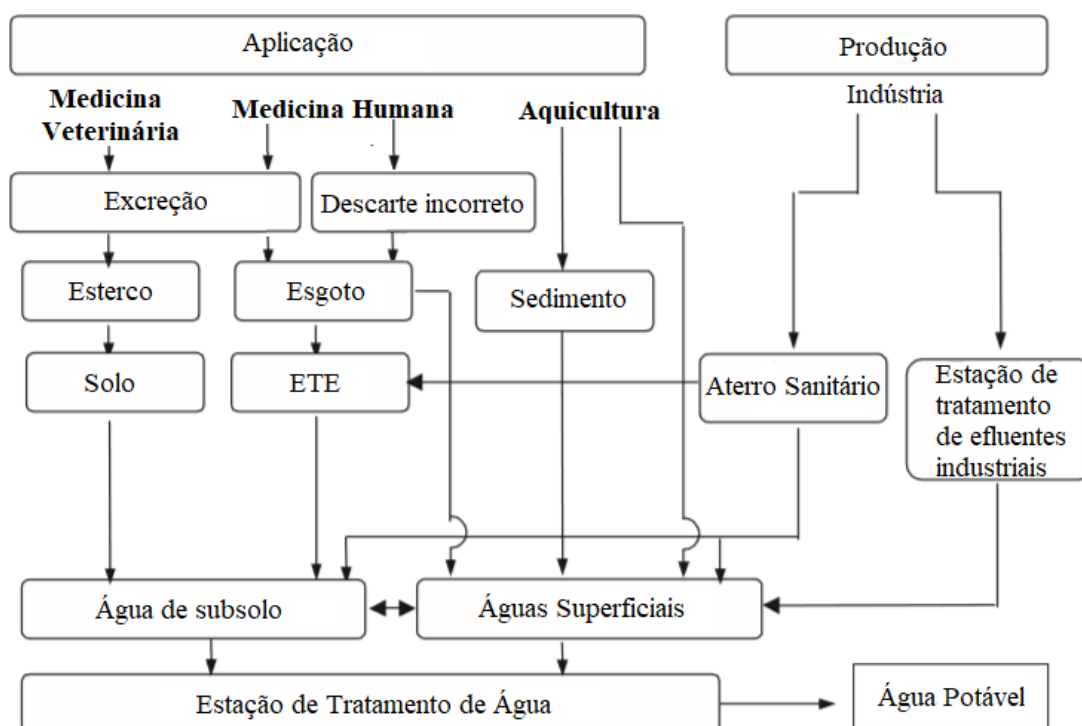 Aplicação
Produção
Indústria
Medicina
Veterinária
Medicina Humana
Aquicultura
Excreção
Descarte incorreto
Esterco
Esgoto
Sedimento
Solo
ETE
Aterro Sanitário
Estação de
tratamento
de efluentes
industriais
Água de subsolo
Águas Superficiais
Estação de Tratamento de Água
Água Potável